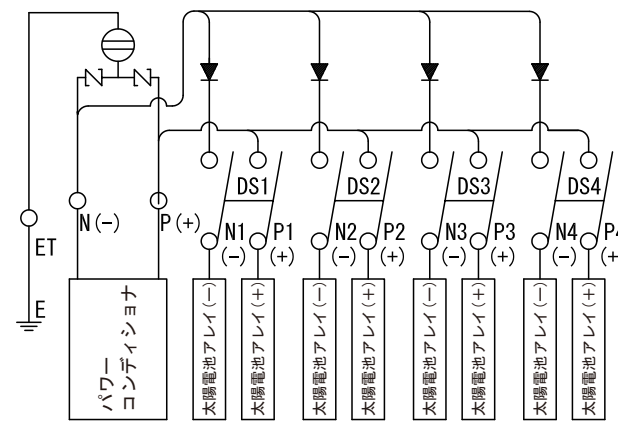 DS1
DS2
DS3
DS4
N(-)
P(+)
ET
N1
(-)
P1
(+)
N2
(-)
P2
(+)
N3
(-)
P3
(+)
N4
(-)
P4
(+
E
パワー
コンディショナ
太陽電池アレイ(-)
太陽電池アレイ(+)
太陽電池アレイ(-)
太陽電池アレイ(+)
太陽電池アレイ(-)
太陽電池アレイ(+)
太陽電池アレイ(-)
太陽電池アレイ(+)